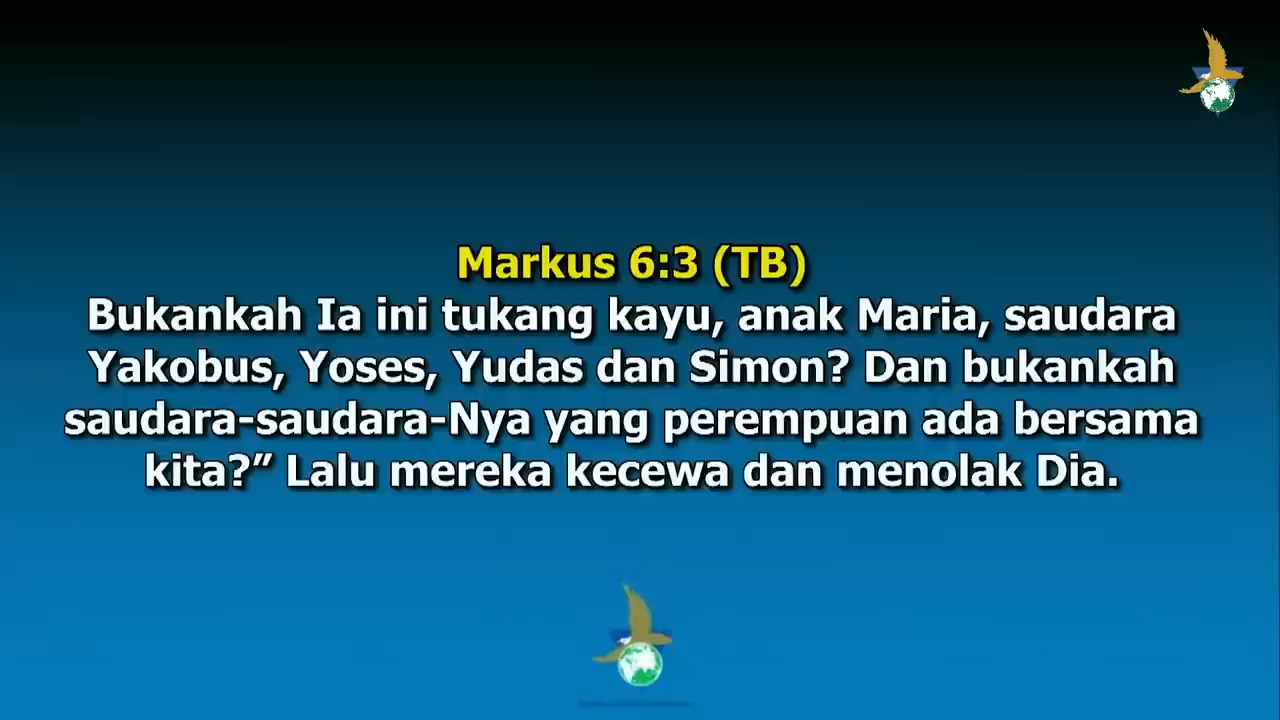 Markus 6:3 (TB)
Bukankah Ia ini tukang kayu, anak Maria, saudara
Yakobus, Yoses, Yudas dan Simon? Dan bukankah
saudara-saudara-Nya yang perempuan ada bersama
kita?” Lalu mereka kecewa dan menolak Dia.